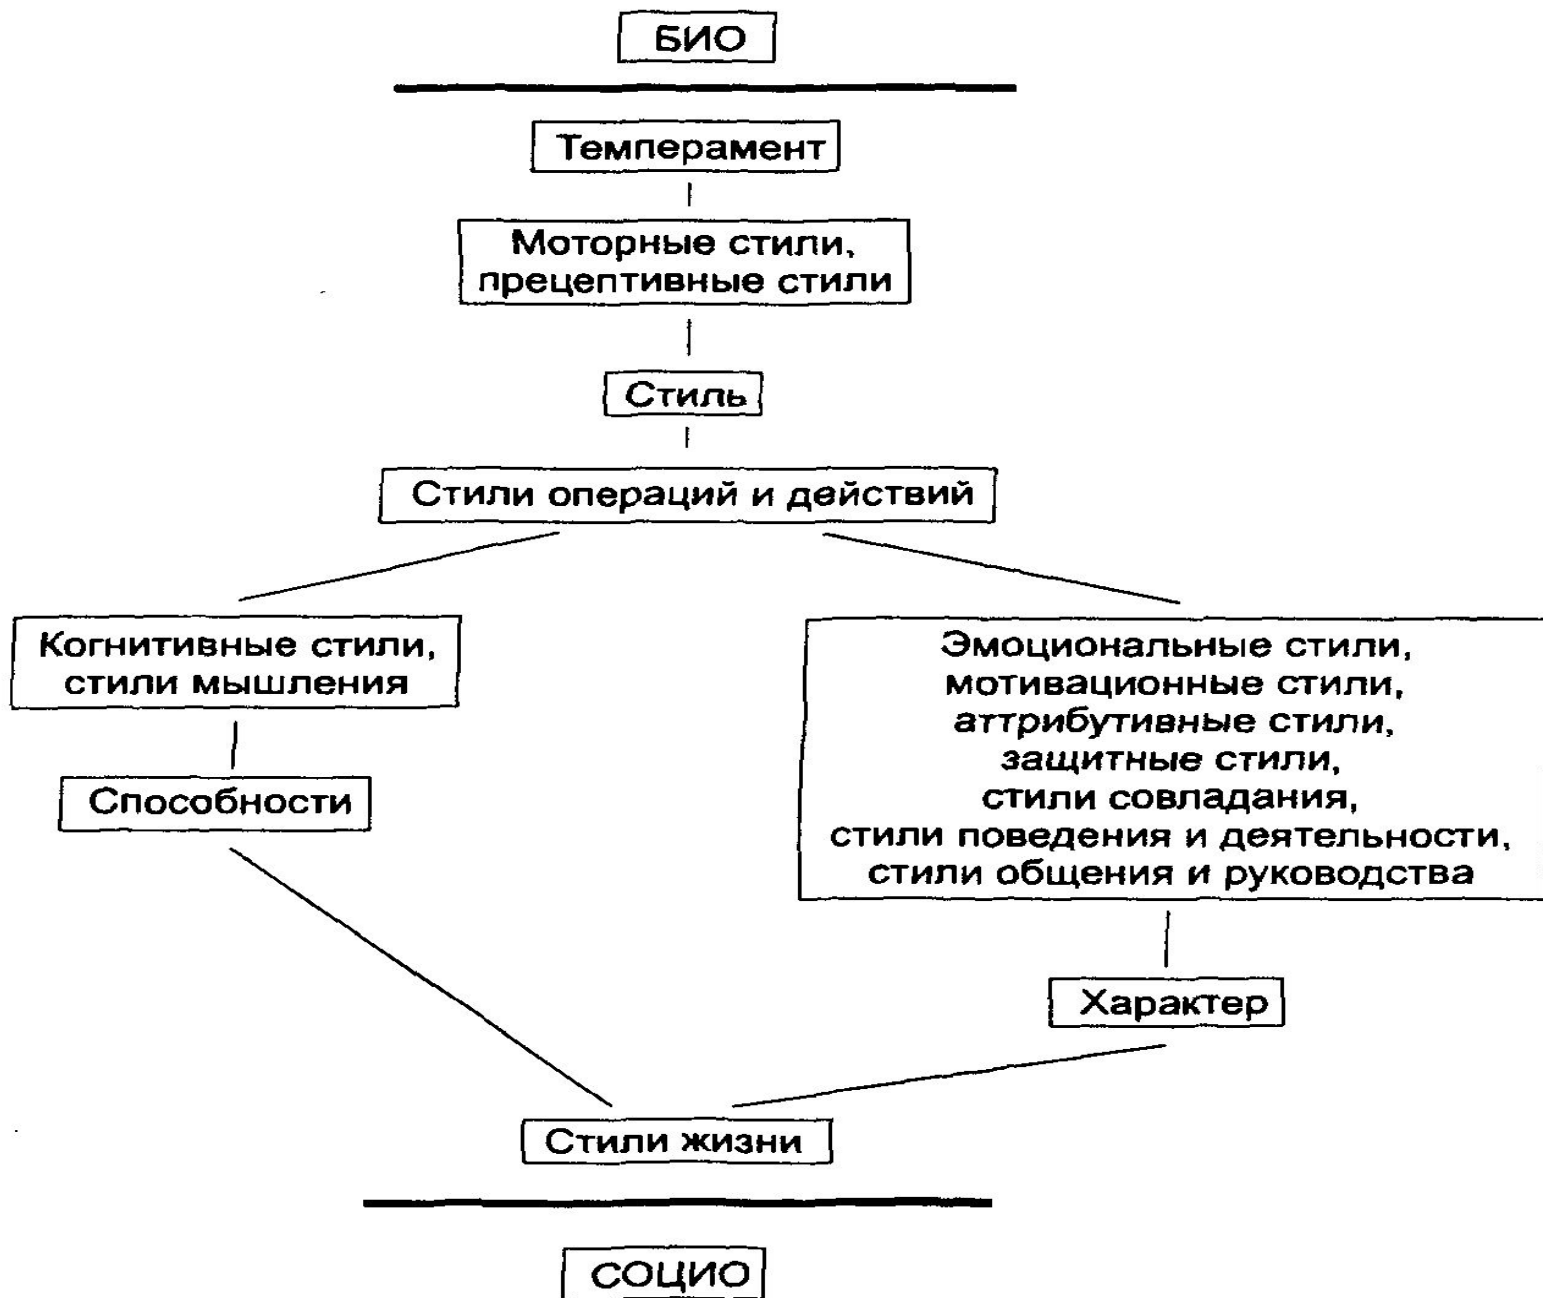 БИО
Темперамент
Моторные стили,
прецептивные стили
Стиль
Стили операций и действий
Когнитивные стили,
стили мышления
Способности
Эмоциональные стили,
мотивационные стили,
аттрибутивные стили,
защитные стили,
стили совладания,
стили поведения и деятельности,
стили общения и руководства
Характер
Стили жизни
СОЦИО